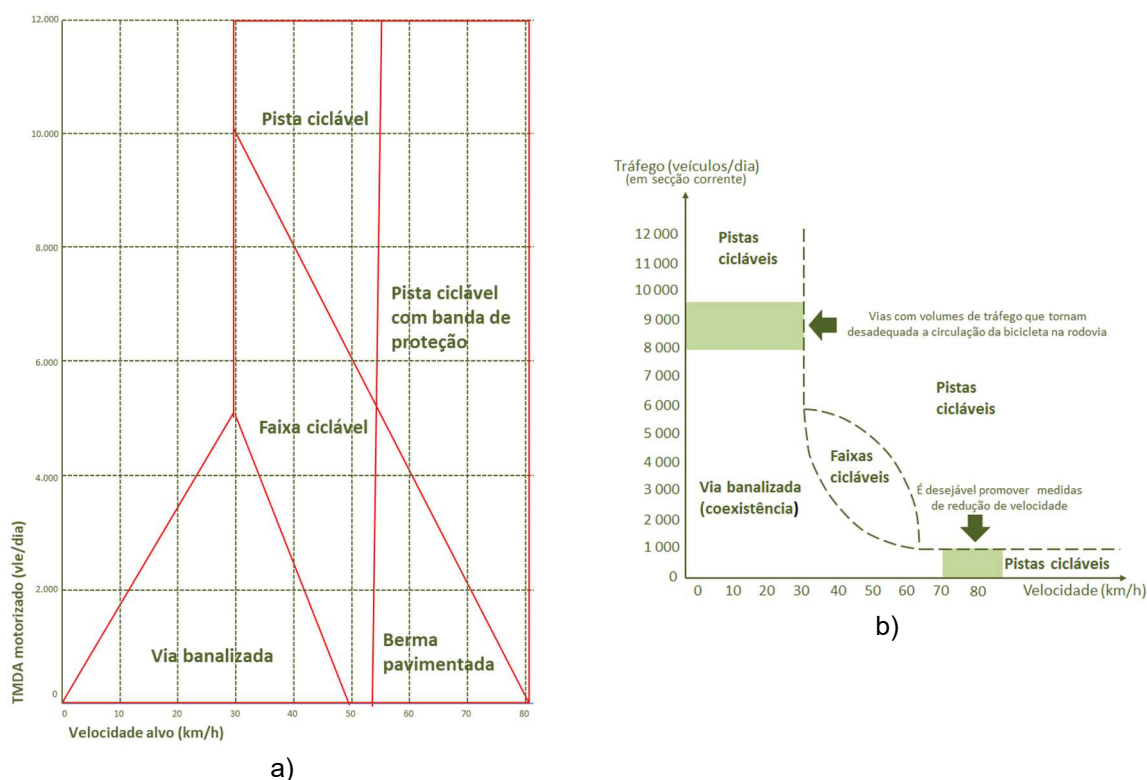 12.000
10.000
8.000
6.000
4.000
2.000
0
TMDA motorizado (vle/dia)
0 10 20 30 40 50 60 70 80
Velocidade alvo (km/h)
Pista ciclável
Pista ciclável
com banda de
proteção
Faixa ciclável
Via banalizada
Berma
pavimentada
a)
Tráfego (veículos/dia)
(em secção corrente)
12 000
11 000
10 000
9 000
8 000
7 000
6 000
5 000
4 000
3 000
2 000
1 000
0
0 10 20 30 40 50 60 70 80
Velocidade (km/h)
Pistas
cicláveis
Vias com volumes de tráfego que tornam
desadequada a circulação da bicicleta na rodovia
Pistas
cicláveis
Faixas
cicláveis
Via banalizada
(coexistência)
É desejável promover medidas
de redução de velocidade
Pistas cicláveis
b)